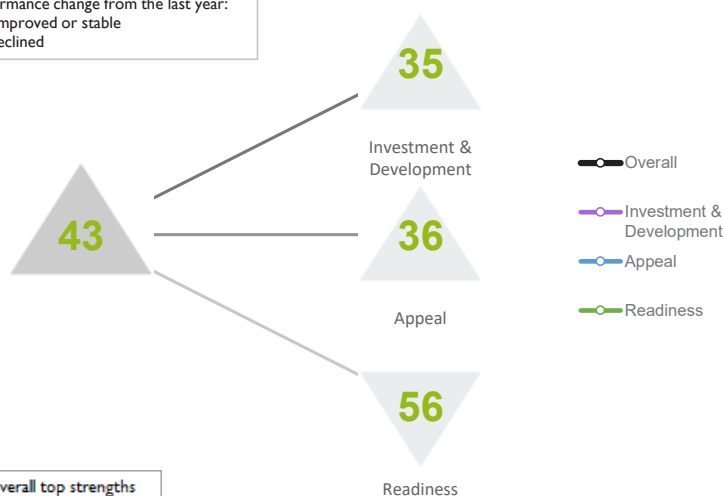 rmance change from the last year:
mproved or stable
eclined
35
Investment &
Development
43
36
Appeal
56
Readiness
Overall
Investment &
Development
Appeal
Readiness
verall top strengths